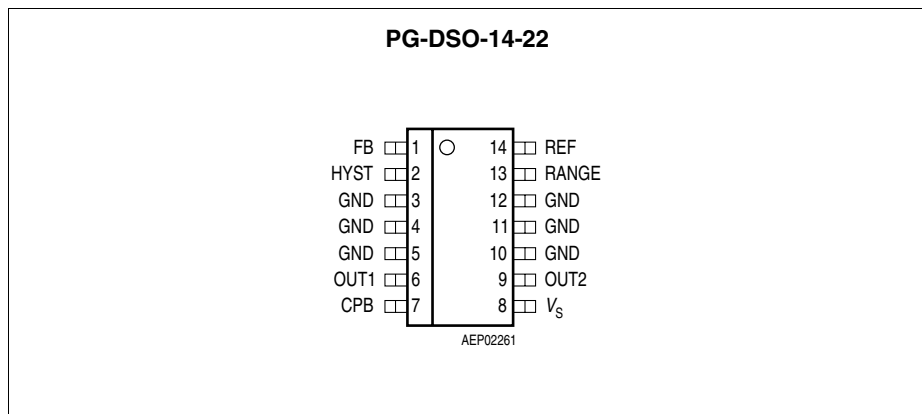 PG-DSO-14-22
FB 1 14 REF
HYST 2 13 RANGE
GND 3 12 GND
GND 4 11 GND
GND 5 10 GND
OUT1 6 9 OUT2
CPB 7 8 VS
AEP02261